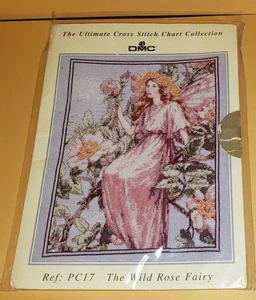 The Ultimate Cross Stitch Chart Collection
DMC
Ref: PC17 The Wild Rose Fairy